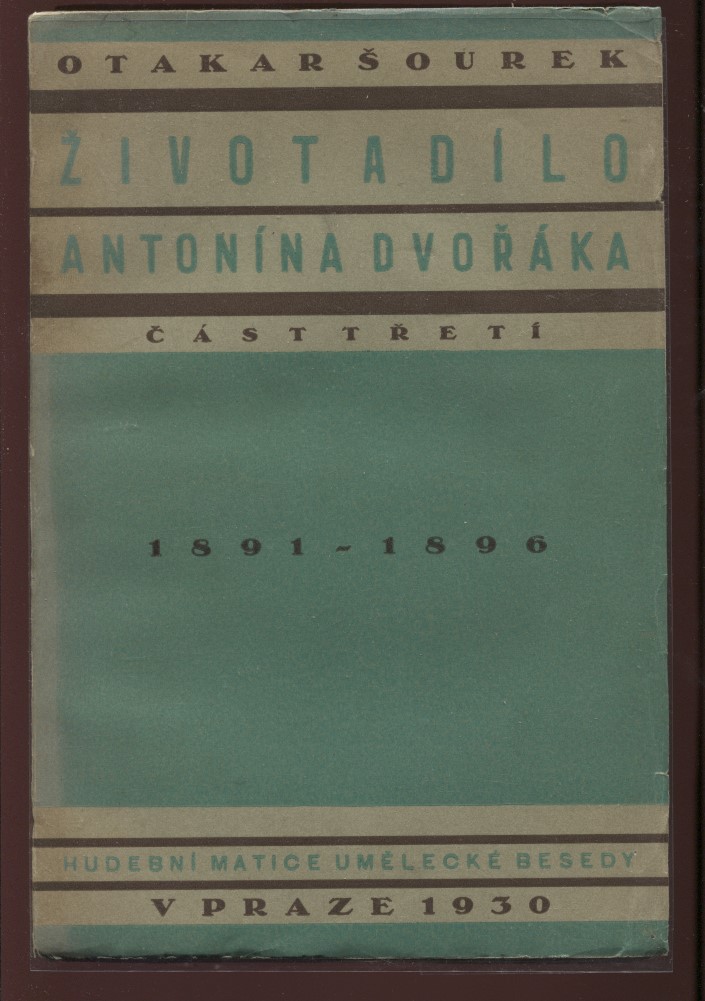 OTAKAR ŠOUREK
ŽIVOT A DÍLO
ANTONÍNA DVOŘÁKA
ČÁST TŘETÍ
1891-1896
HUDEBNÍ MATICE UMĚLECKÉ BESEDY
V PRAZE 1930